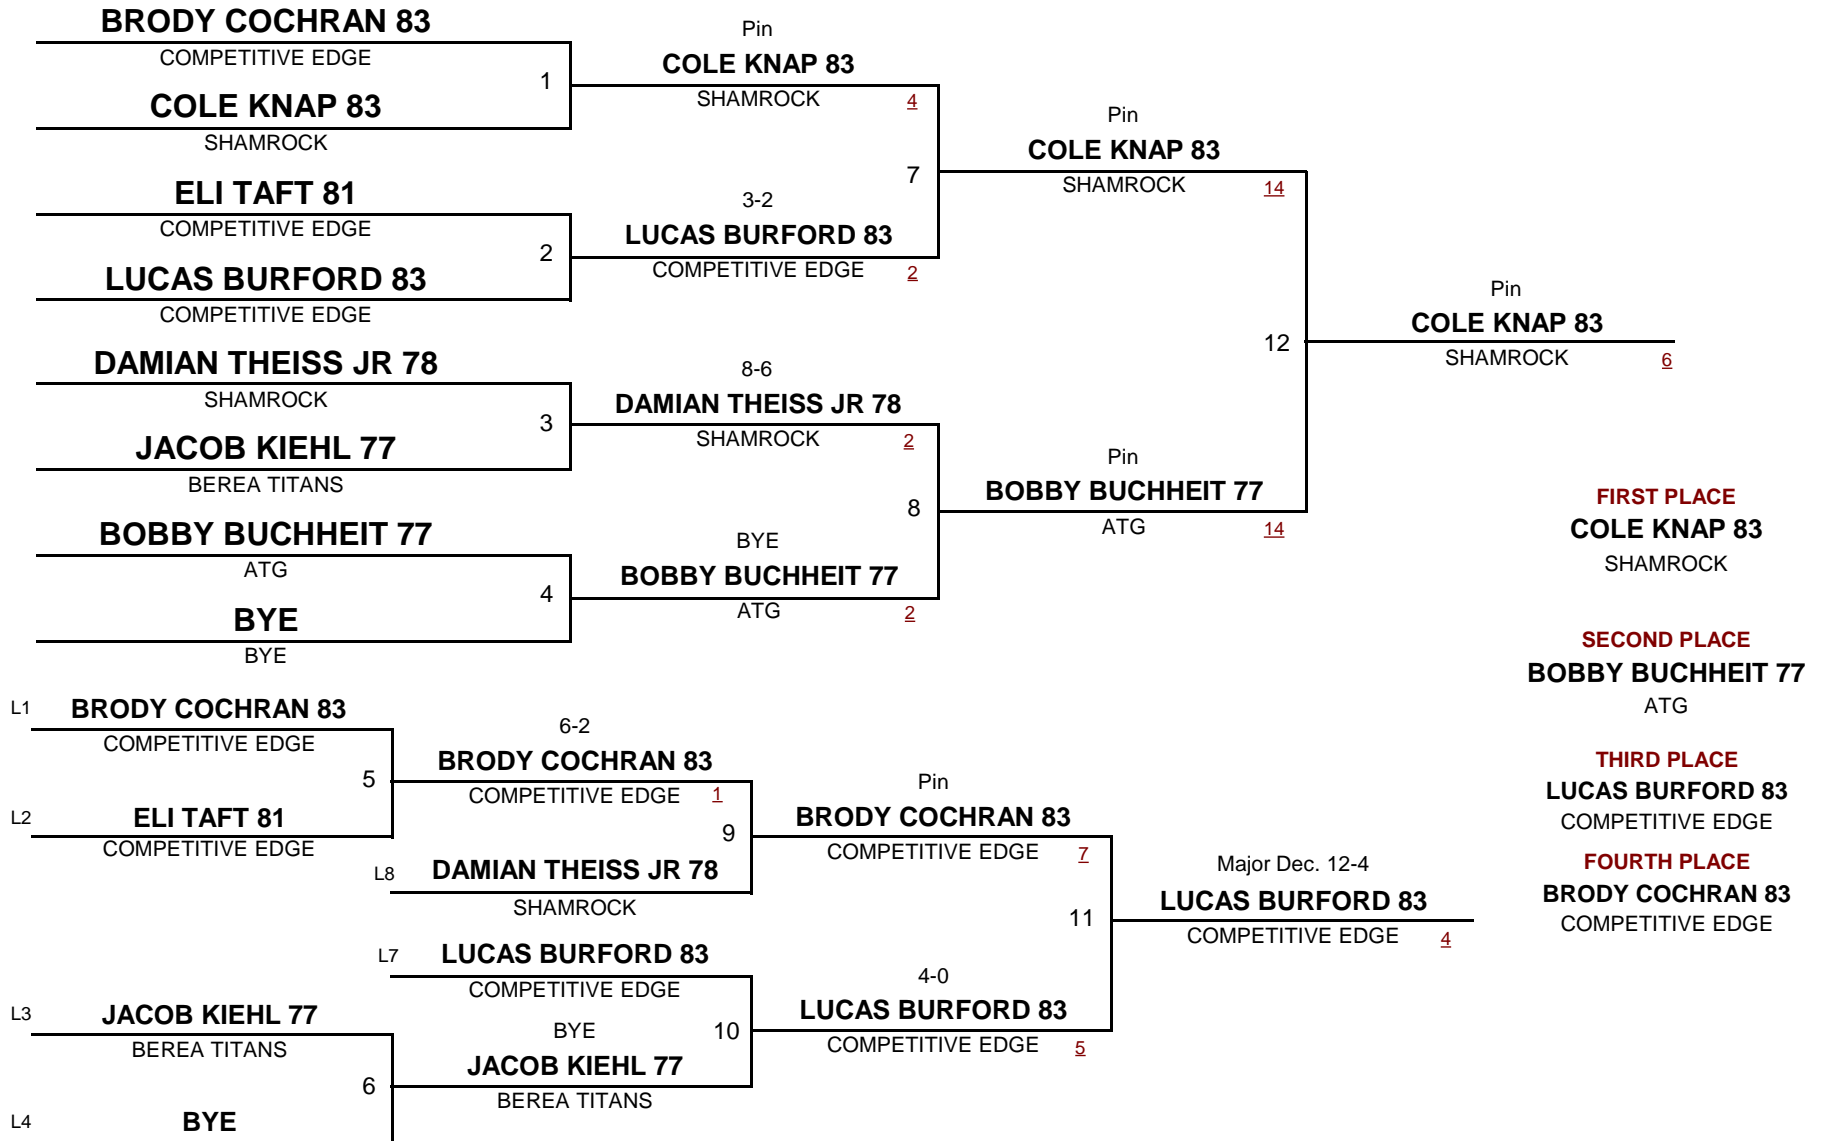 BRODY COCHRAN 83
COMPETITIVE EDGE
1
COLE KNAP 83
SHAMROCK
Pin
COLE KNAP 83
SHAMROCK 4
ELI TAFT 81
COMPETITIVE EDGE
2
LUCAS BURFORD 83
COMPETITIVE EDGE
3-2
LUCAS BURFORD 83
COMPETITIVE EDGE 2
7
Pin
COLE KNAP 83
SHAMROCK 14
DAMIAN THEISS JR 78
SHAMROCK
3
JACOB KIEHL 77
BEREA TITANS
8-6
DAMIAN THEISS JR 78
SHAMROCK 2
BOBBY BUCHHEIT 77
ATG
4
BYE
BYE
BYE
BOBBY BUCHHEIT 77
ATG 2
8
Pin
BOBBY BUCHHEIT 77
ATG 14
12
Pin
COLE KNAP 83
SHAMROCK 6
FIRST PLACE
COLE KNAP 83
SHAMROCK
SECOND PLACE
BOBBY BUCHHEIT 77
ATG
THIRD PLACE
LUCAS BURFORD 83
COMPETITIVE EDGE
FOURTH PLACE
BRODY COCHRAN 83
COMPETITIVE EDGE
L1 BRODY COCHRAN 83
COMPETITIVE EDGE
5
L2 ELI TAFT 81
COMPETITIVE EDGE
6-2
BRODY COCHRAN 83
COMPETITIVE EDGE 1
9
L8 DAMIAN THEISS JR 78
SHAMROCK
Pin
BRODY COCHRAN 83
COMPETITIVE EDGE 7
L7 LUCAS BURFORD 83
COMPETITIVE EDGE
10
L3 JACOB KIEHL 77
BEREA TITANS
6
L4 BYE
BYE
JACOB KIEHL 77
BEREA TITANS
4-0
LUCAS BURFORD 83
COMPETITIVE EDGE 5
11
Major Dec. 12-4
LUCAS BURFORD 83
COMPETITIVE EDGE 4